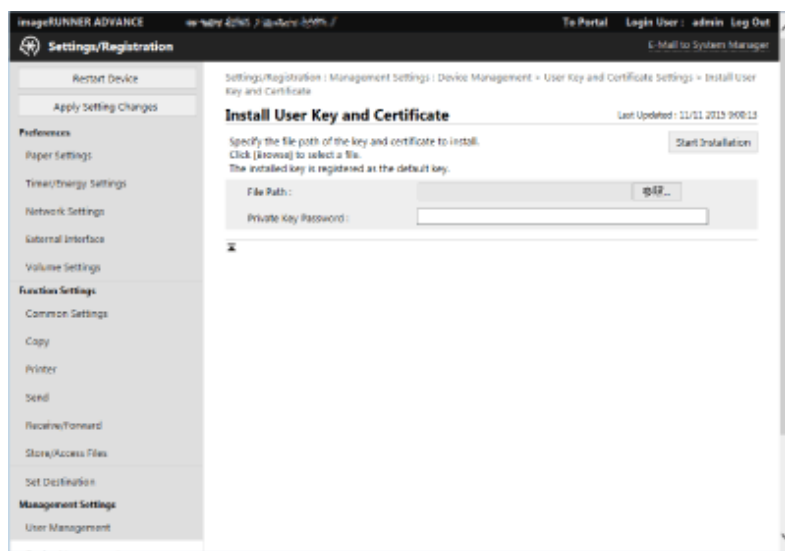 imageRUNNER ADVANCE
To Portal Login User : admin Log Out
Settings/Registration
E-Mail to System Manager
Restart Device
Apply Setting Changes
Preferences
Paper Settings
Timer/Energy Settings
Network Settings
External Interface
Volume Settings
Function Settings
Common Settings
Copy
Printer
Send
Receive/Forward
Store/Access Files
Set Destination
Management Settings
User Management
Settings/Registration : Management Settings : Device Management > User Key and Certificate Settings > Install User
Key and Certificate
Install User Key and Certificate
Last Updated : 11/11 2015 9:00:13
Specify the file path of the key and certificate to install.
Click [Browse] to select a file.
The installed key is registered as the default key.
Start Installation
File Path :
Private Key Password :